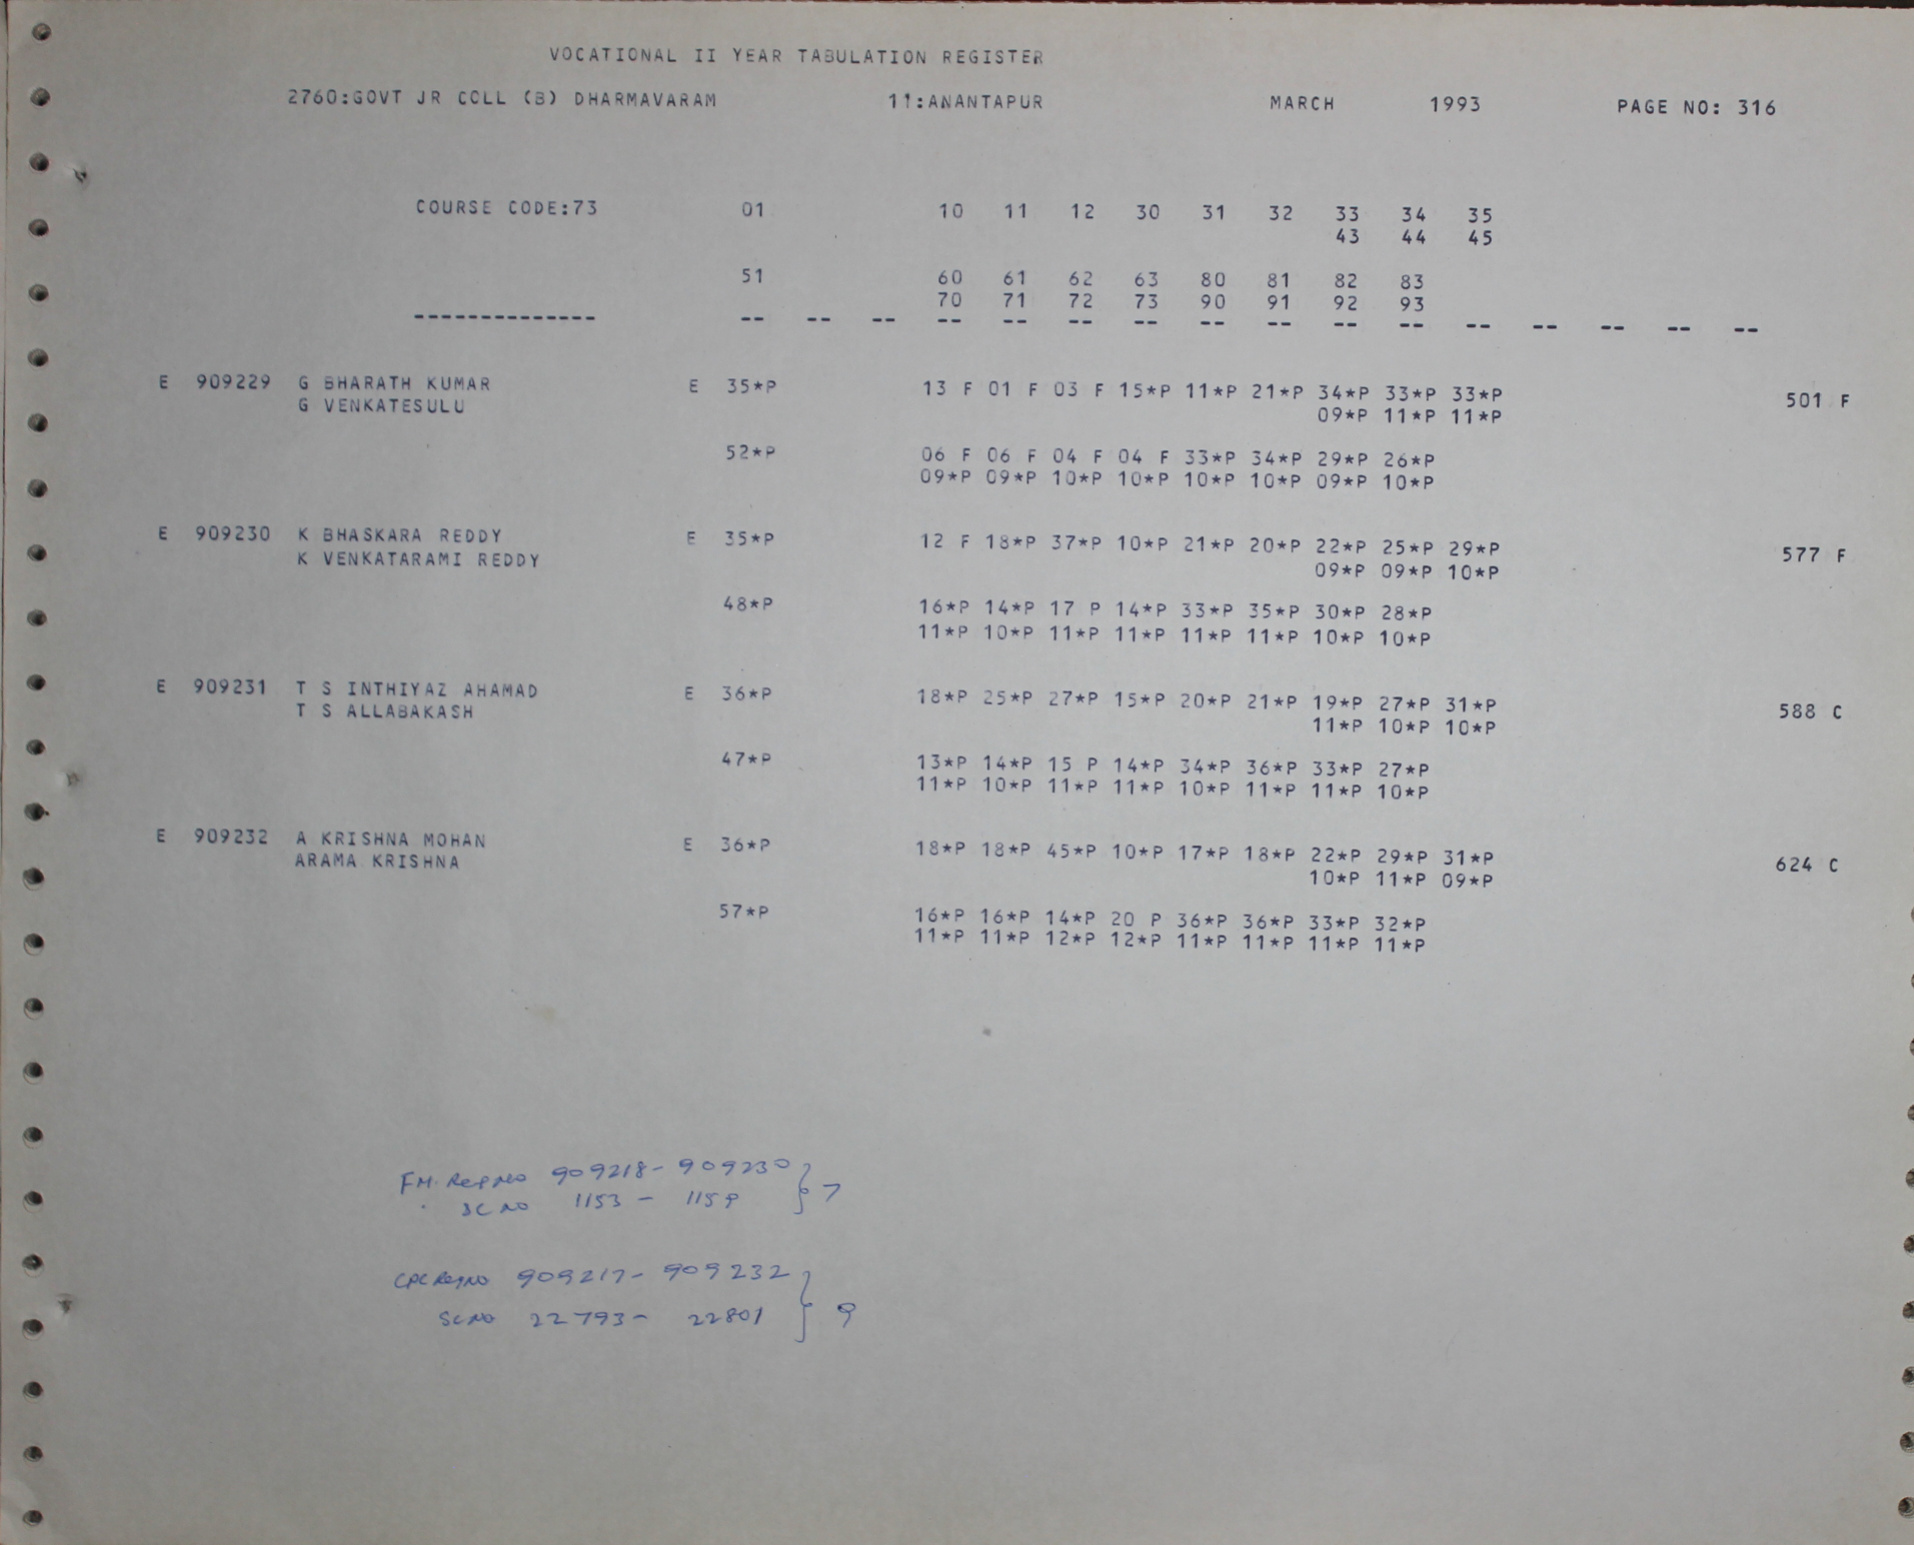 VOCATIONAL II YEAR TABULATION REGISTER
2760:GOVT JR COLL (B) DHARMAVARAM 11:ANANTAPUR MARCH 1993 PAGE NO: 316
COURSE CODE:73 01 10 11 12 30 31 32 33 34 35
43 44 45
51 60 61 62 63 80 81 82 83
70 71 72 73 90 91 92 93
-------------- -- -- -- -- -- -- -- -- -- -- -- -- -- -- -- --
E 909229 G BHARATH KUMAR E 35*P 13 F 01 F 03 F 15*P 11*P 21*P 34*P 33*P 33*P
G VENKATESULU 09*P 11*P 11*P 501 F
52*P 06 F 06 F 04 F 04 F 33*P 34*P 29*P 26*P
09*P 09*P 10*P 10*P 10*P 10*P 09*P 10*P
E 909230 K BHASKARA REDDY E 35*P 12 F 18*P 37*P 10*P 21*P 20*P 22*P 25*P 29*P
K VENKATARAMI REDDY 09*P 09*P 10*P 577 F
48*P 16*P 14*P 17 P 14*P 33*P 35*P 30*P 28*P
11*P 10*P 11*P 11*P 11*P 11*P 10*P 10*P
E 909231 T S INTHIYAZ AHAMAD E 36*P 18*P 25*P 27*P 15*P 20*P 21*P 19*P 27*P 31*P
T S ALLABAKASH 11*P 10*P 10*P 588 C
47*P 13*P 14*P 15 P 14*P 34*P 36*P 33*P 27*P
11*P 10*P 11*P 11*P 10*P 11*P 11*P 10*P
E 909232 A KRISHNA MOHAN E 36*P 18*P 18*P 45*P 10*P 17*P 18*P 22*P 29*P 31*P
ARAMA KRISHNA 10*P 11*P 09*P 624 C
57*P 16*P 16*P 14*P 20 P 36*P 36*P 33*P 32*P
11*P 11*P 12*P 12*P 11*P 11*P 11*P 11*P
FM. RegNo 909218- 909230 } 7
SC No 1153 - 1159
CPC RegNo 909217- 909232 } 9
SC No 22793- 22801